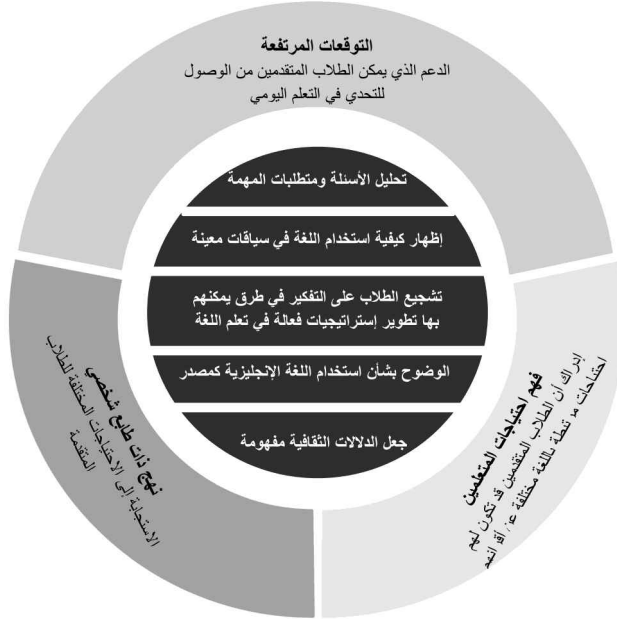 التوقعات المرتفعة
الدعم الذي يمكن الطلاب المتقدمين من الوصول
للتحدي في التعلم اليومي
تحليل الأسئلة ومتطلبات المهمة
إظهار كيفية استخدام اللغة في سياقات معينة
تشجيع الطلاب على التفكير في طرق يمكنهم
بها تطوير إستراتيجيات فعالة في تعلم اللغة
الوضوح بشأن استخدام اللغة الإنجليزية كمصدر
جعل الدلالات الثقافية مفهومة
فهم احتياجات المتعلمين
إدراك أن الطلاب المتقدمين قد تكون لهم
احتياجات مرتبطة باللغة مختلفة عن أقرانهم
نهج ذات طابع شخصي
الاستجابة إلى الاحتياجات المختلفة للطلاب
المتقدمة